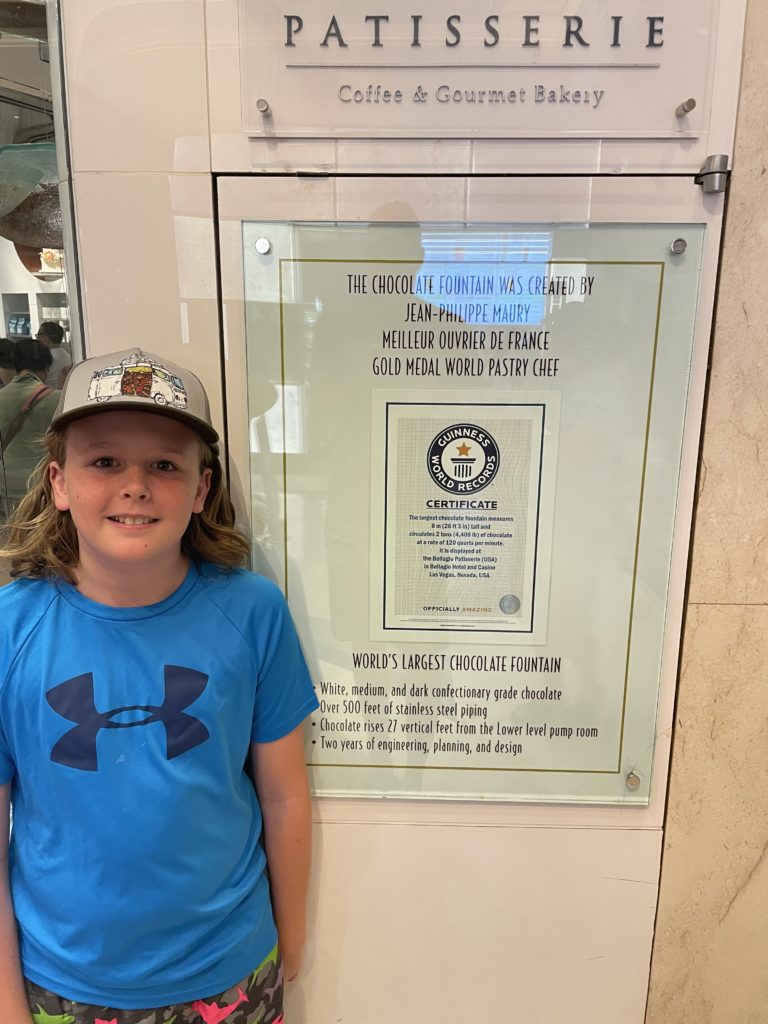 PATISSERIE
Coffee & Gourmet Bakery
THE CHOCOLATE FOUNTAIN WAS CREATED BY
JEAN-PHILIPPE MAURY
MEILLEUR OUVRIER DE FRANCE
GOLD MEDAL WORLD PASTRY CHEF
GUINNESS
WORLD RECORDS
CERTIFICATE
The largest chocolate fountain measures
8 m (26 ft 3 in) tall and
circulates 2 tons (4,409 lb) of chocolate
at a rate of 120 quarts per minute.
It is displayed at
the Bellagio Patisserie (USA)
in Bellagio Hotel and Casino
Las Vegas, Nevada, USA
OFFICIALLY AMAZING
WORLD'S LARGEST CHOCOLATE FOUNTAIN
• White, medium, and dark confectionary grade chocolate
• Over 500 feet of stainless steel piping
• Chocolate rises 27 vertical feet from the Lower level pump room
• Two years of engineering, planning, and design